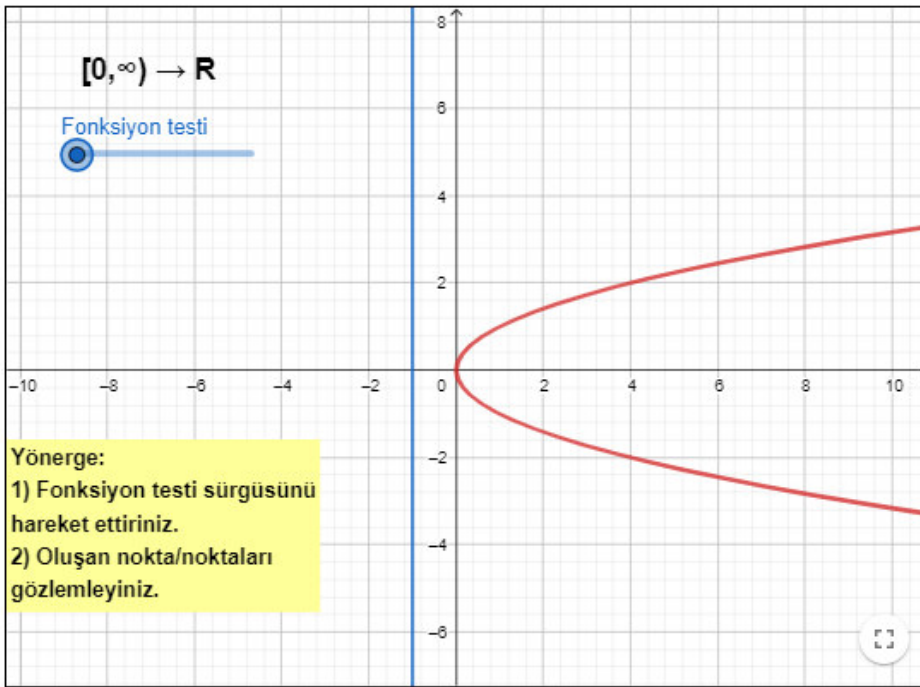 [0,∞) → R
Fonksiyon testi
8
6
4
2
−10 −8 −6 −4 −2 0 2 4 6 8 10
−2
−4
−6
Yönerge:
1) Fonksiyon testi sürgüsünü
hareket ettiriniz.
2) Oluşan nokta/noktaları
gözlemleyiniz.